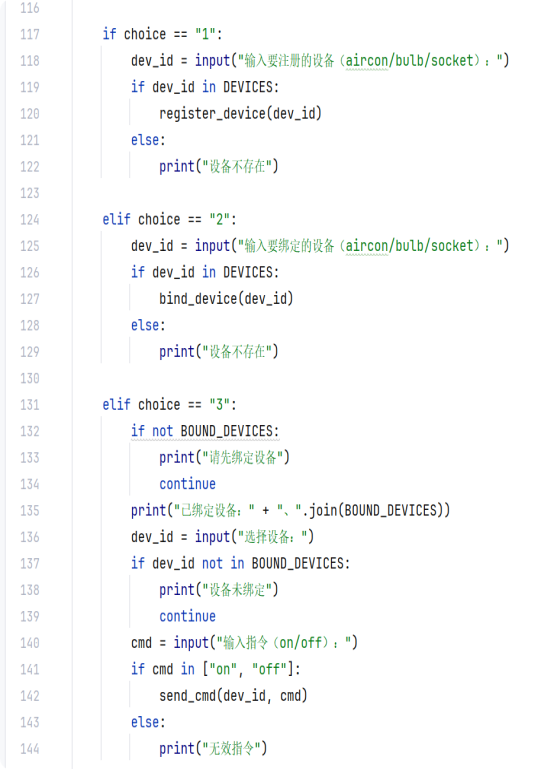 116
117 if choice == "1":
118 dev_id = input("输入要注册的设备（aircon/bulb/socket）：")
119 if dev_id in DEVICES:
120 register_device(dev_id)
121 else:
122 print("设备不存在")
123
124 elif choice == "2":
125 dev_id = input("输入要绑定的设备（aircon/bulb/socket）：")
126 if dev_id in DEVICES:
127 bind_device(dev_id)
128 else:
129 print("设备不存在")
130
131 elif choice == "3":
132 if not BOUND_DEVICES:
133 print("请先绑定设备")
134 continue
135 print("已绑定设备：" + "、".join(BOUND_DEVICES))
136 dev_id = input("选择设备：")
137 if dev_id not in BOUND_DEVICES:
138 print("设备未绑定")
139 continue
140 cmd = input("输入指令（on/off）：")
141 if cmd in ["on", "off"]:
142 send_cmd(dev_id, cmd)
143 else:
144 print("无效指令")